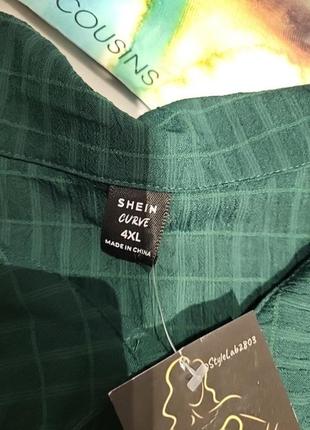 COUSINS
SHEIN
CURVE
4XL
MADE IN CHINA
StyleLab2803